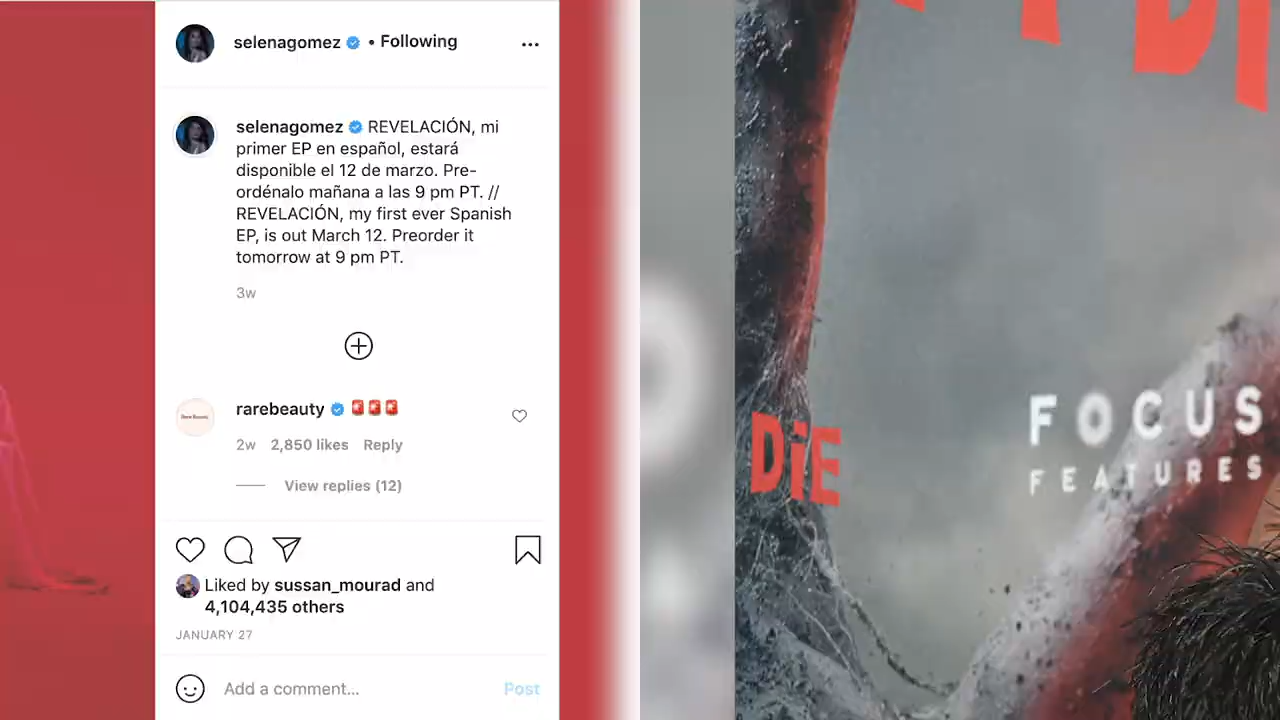 selenagomez • Following
selenagomez REVELACIÓN, mi
primer EP en español, estará
disponible el 12 de marzo. Pre-
ordénalo mañana a las 9 pm PT. //
REVELACIÓN, my first ever Spanish
EP, is out March 12. Preorder it
tomorrow at 9 pm PT.
3w
rarebeauty 🚨🚨🚨
2w 2,850 likes Reply
View replies (12)
Liked by sussan_mourad and
4,104,435 others
JANUARY 27
Add a comment... Post
DiE
FOCUS
FEATURES